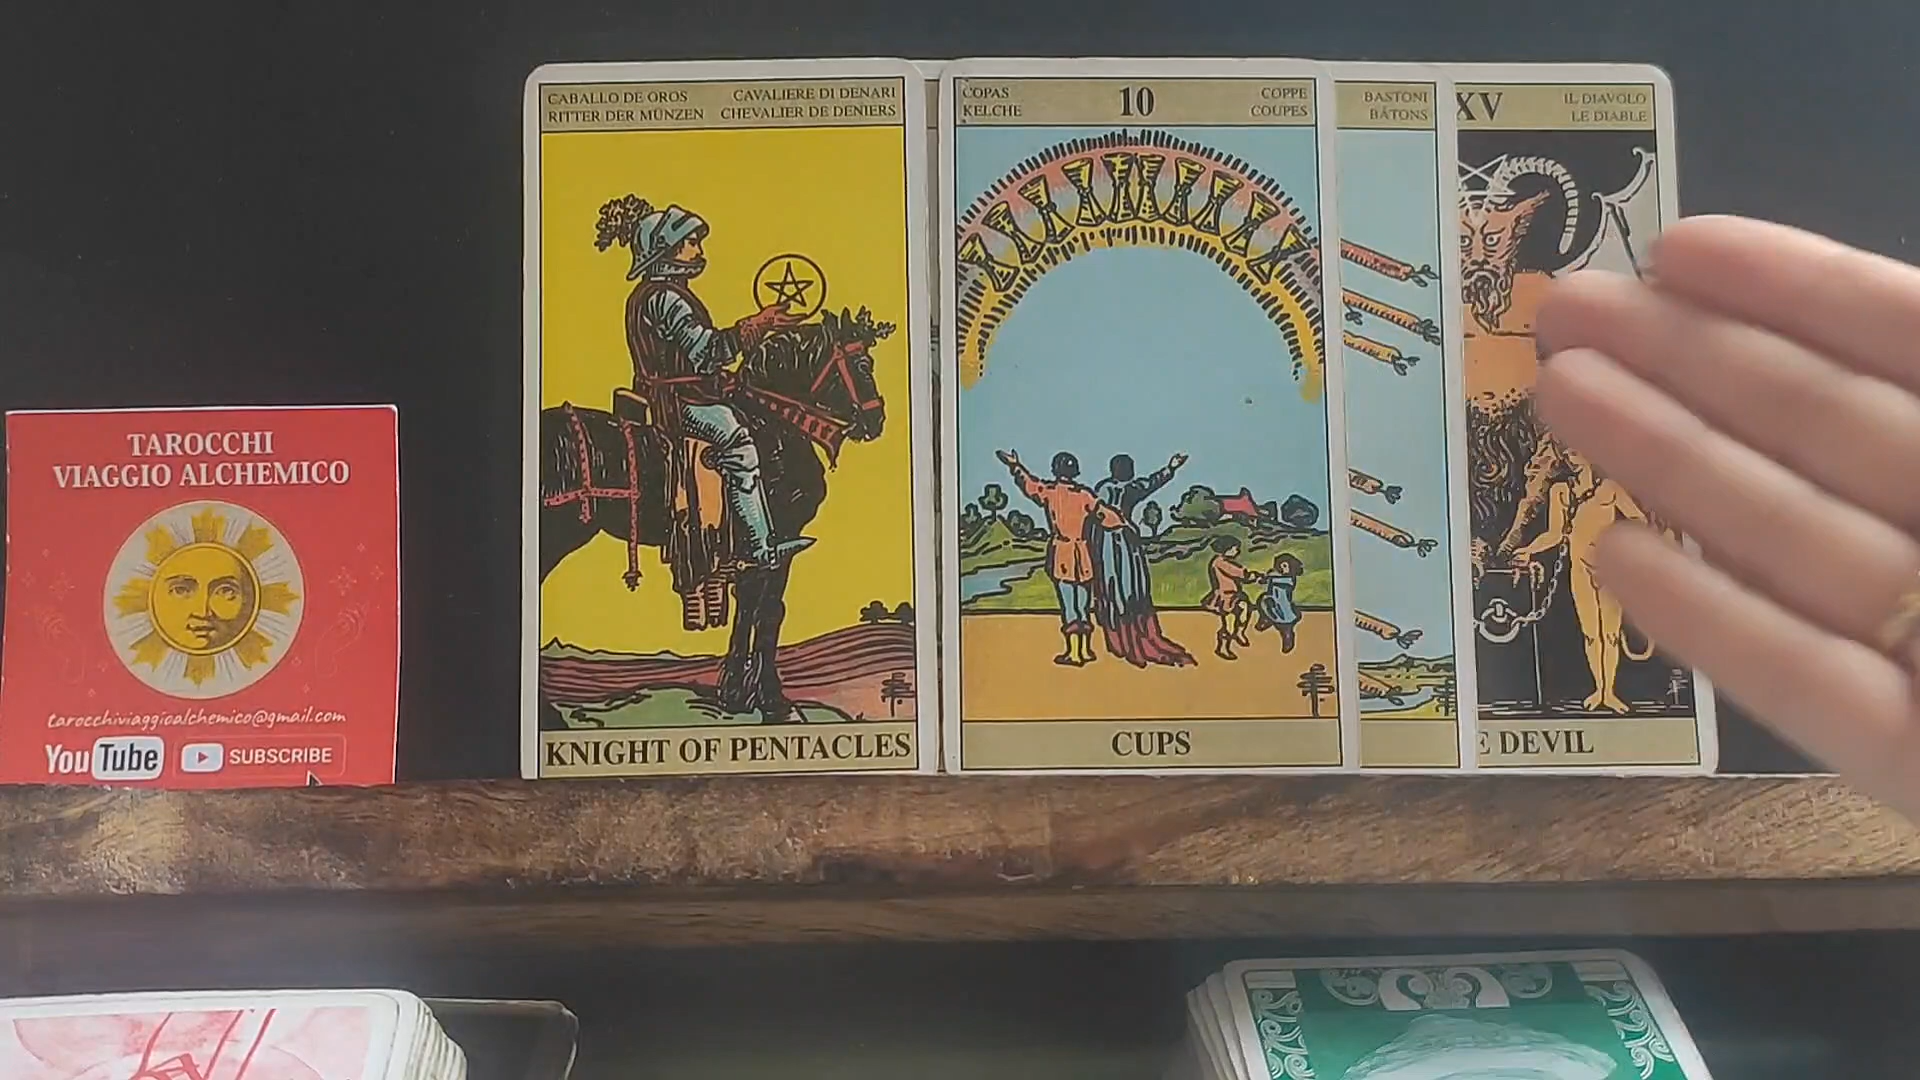 TAROCCHI
VIAGGIO ALCHEMICO
tarocchiviaggioalchemico@gmail.com
YouTube SUBSCRIBE
CABALLO DE OROS CAVALIERE DI DENARI
RITTER DER MÜNZEN CHEVALIER DE DENIERS
KNIGHT OF PENTACLES
COPAS 10 COPPE
KELCHE COUPES
CUPS
BASTONI
BÂTONS
XV IL DIAVOLO
LE DIABLE
E DEVIL